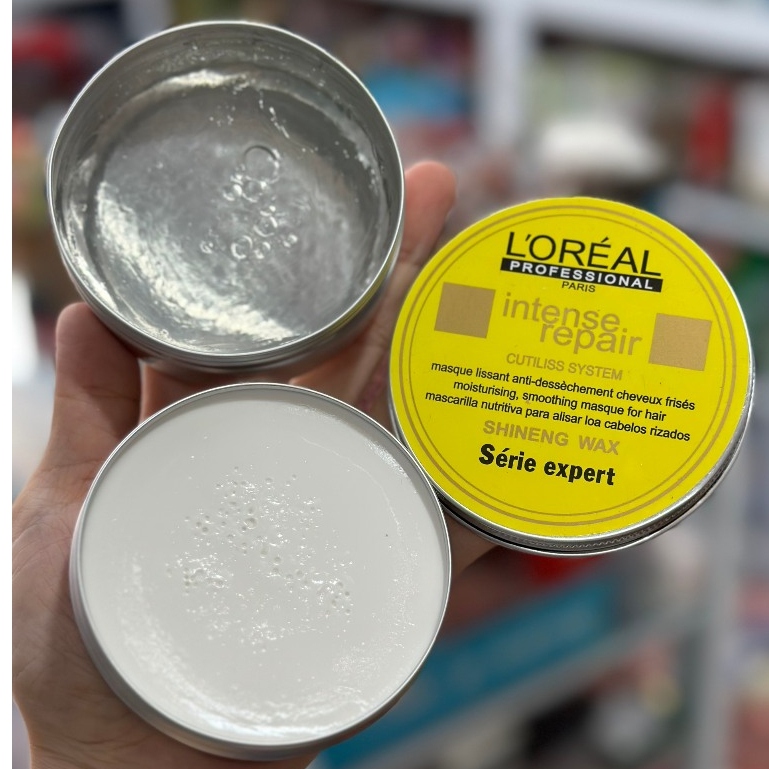 L'ORÉAL
PROFESSIONAL
PARIS
intense
repair
CUTILISS SYSTEM
masque lissant anti-dessèchement cheveux frisés
moisturising, smoothing masque for hair
mascarilla nutritiva para alisar loa cabelos rizados
SHINENG WAX
Série expert